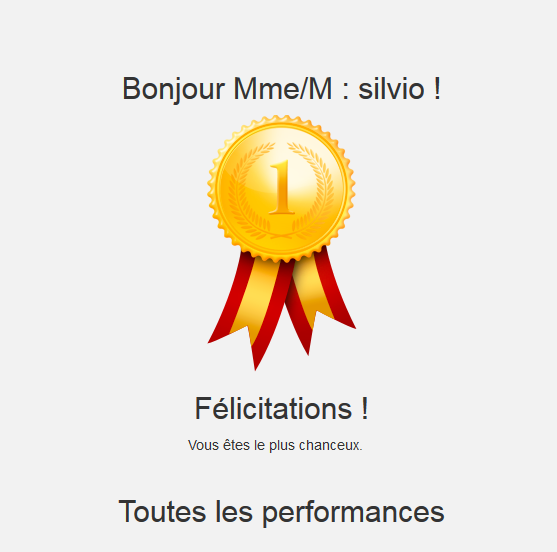 Bonjour Mme/M : silvio !
1
Félicitations !
Vous êtes le plus chanceux.
Toutes les performances